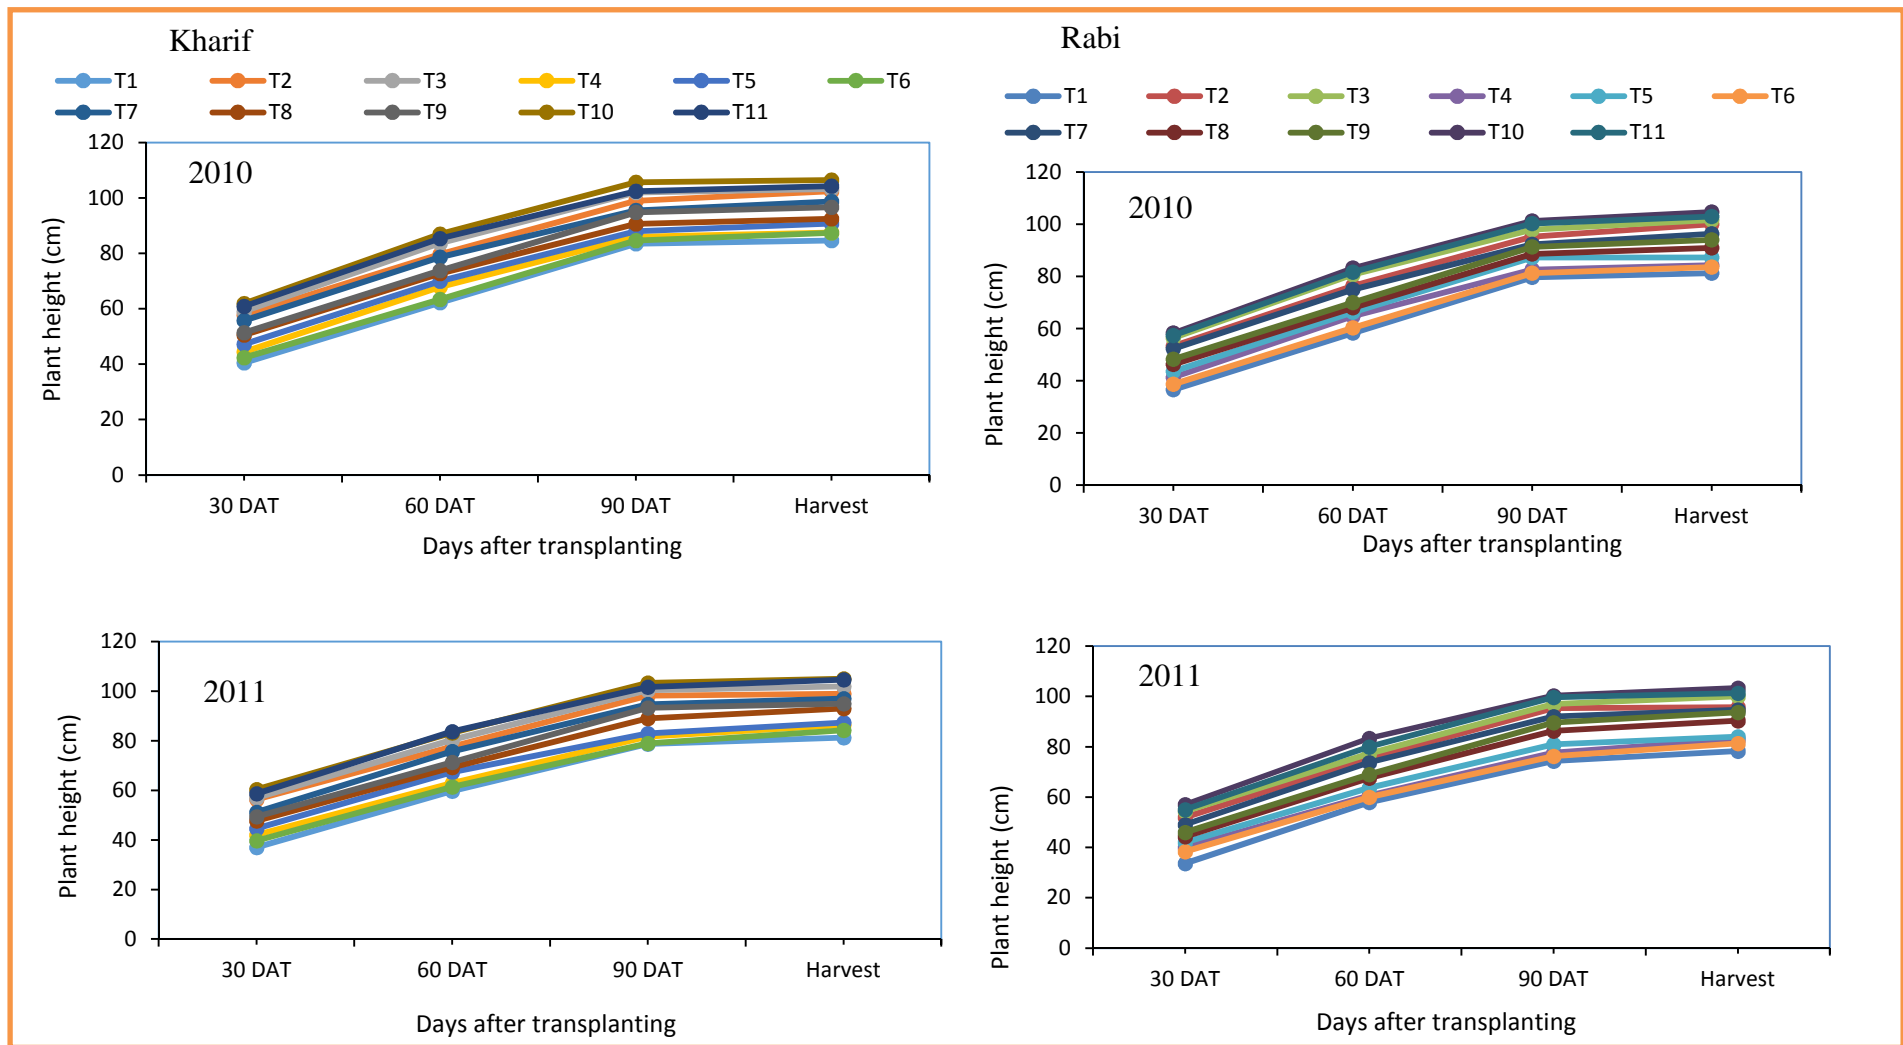 Kharif
T1 T2 T3 T4 T5 T6
T7 T8 T9 T10 T11
2010
Plant height (cm)
120
100
80
60
40
20
0
30 DAT 60 DAT 90 DAT Harvest
Days after transplanting
Rabi
T1 T2 T3 T4 T5 T6
T7 T8 T9 T10 T11
2010
Plant height (cm)
120
100
80
60
40
20
0
30 DAT 60 DAT 90 DAT Harvest
Days after transplanting
2011
Plant height (cm)
120
100
80
60
40
20
0
30 DAT 60 DAT 90 DAT Harvest
Days after transplanting
2011
Plant height (cm)
120
100
80
60
40
20
0
30 DAT 60 DAT 90 DAT Harvest
Days after transplanting